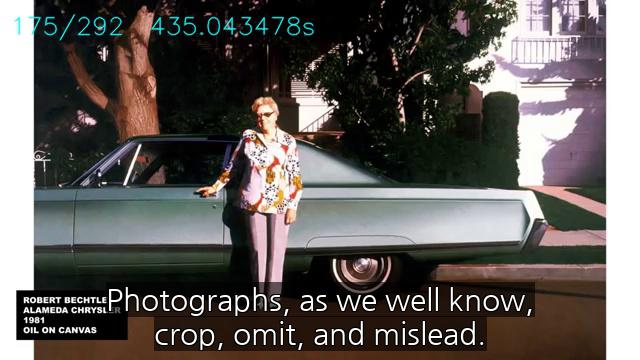 175/292 435.043478s
ROBERT BECHTLE
ALAMEDA CHRYSLER
1981
OIL ON CANVAS
Photographs, as we well know,
crop, omit, and mislead.